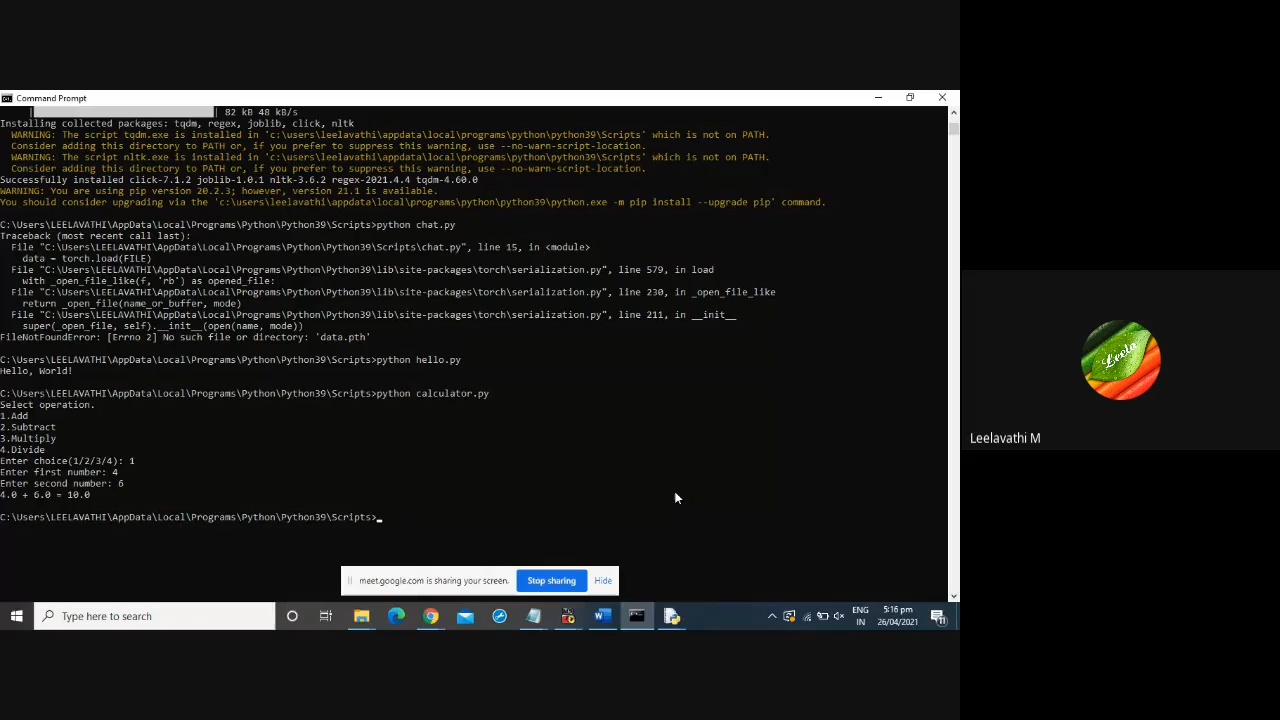 Command Prompt
82 kB 48 kB/s
Installing collected packages: tqdm, regex, joblib, click, nltk
WARNING: The script tqdm.exe is installed in 'c:\users\leelavathi\appdata\local\programs\python\python39\Scripts' which is not on PATH.
Consider adding this directory to PATH or, if you prefer to suppress this warning, use --no-warn-script-location.
WARNING: The script nltk.exe is installed in 'c:\users\leelavathi\appdata\local\programs\python\python39\Scripts' which is not on PATH.
Consider adding this directory to PATH or, if you prefer to suppress this warning, use --no-warn-script-location.
Successfully installed click-7.1.2 joblib-1.0.1 nltk-3.6.2 regex-2021.4.4 tqdm-4.60.0
WARNING: You are using pip version 20.2.3; however, version 21.1 is available.
You should consider upgrading via the 'c:\users\leelavathi\appdata\local\programs\python\python39\python.exe -m pip install --upgrade pip' command.
C:\Users\LEELAVATHI\AppData\Local\Programs\Python\Python39\Scripts>python chat.py
Traceback (most recent call last):
File "C:\Users\LEELAVATHI\AppData\Local\Programs\Python\Python39\Scripts\chat.py", line 15, in <module>
data = torch.load(FILE)
File "C:\Users\LEELAVATHI\AppData\Local\Programs\Python\Python39\lib\site-packages\torch\serialization.py", line 579, in load
with _open_file_like(f, 'rb') as opened_file:
File "C:\Users\LEELAVATHI\AppData\Local\Programs\Python\Python39\lib\site-packages\torch\serialization.py", line 230, in _open_file_like
return _open_file(name_or_buffer, mode)
File "C:\Users\LEELAVATHI\AppData\Local\Programs\Python\Python39\lib\site-packages\torch\serialization.py", line 211, in __init__
super(_open_file, self).__init__(open(name, mode))
FileNotFoundError: [Errno 2] No such file or directory: 'data.pth'
C:\Users\LEELAVATHI\AppData\Local\Programs\Python\Python39\Scripts>python hello.py
Hello, World!
C:\Users\LEELAVATHI\AppData\Local\Programs\Python\Python39\Scripts>python calculator.py
Select operation.
1.Add
2.Subtract
3.Multiply
4.Divide
Enter choice(1/2/3/4): 1
Enter first number: 4
Enter second number: 6
4.0 + 6.0 = 10.0
C:\Users\LEELAVATHI\AppData\Local\Programs\Python\Python39\Scripts>
meet.google.com is sharing your screen. Stop sharing Hide
Type here to search
ENG
IN
5:16 pm
26/04/2021
11
Leela
Leelavathi M